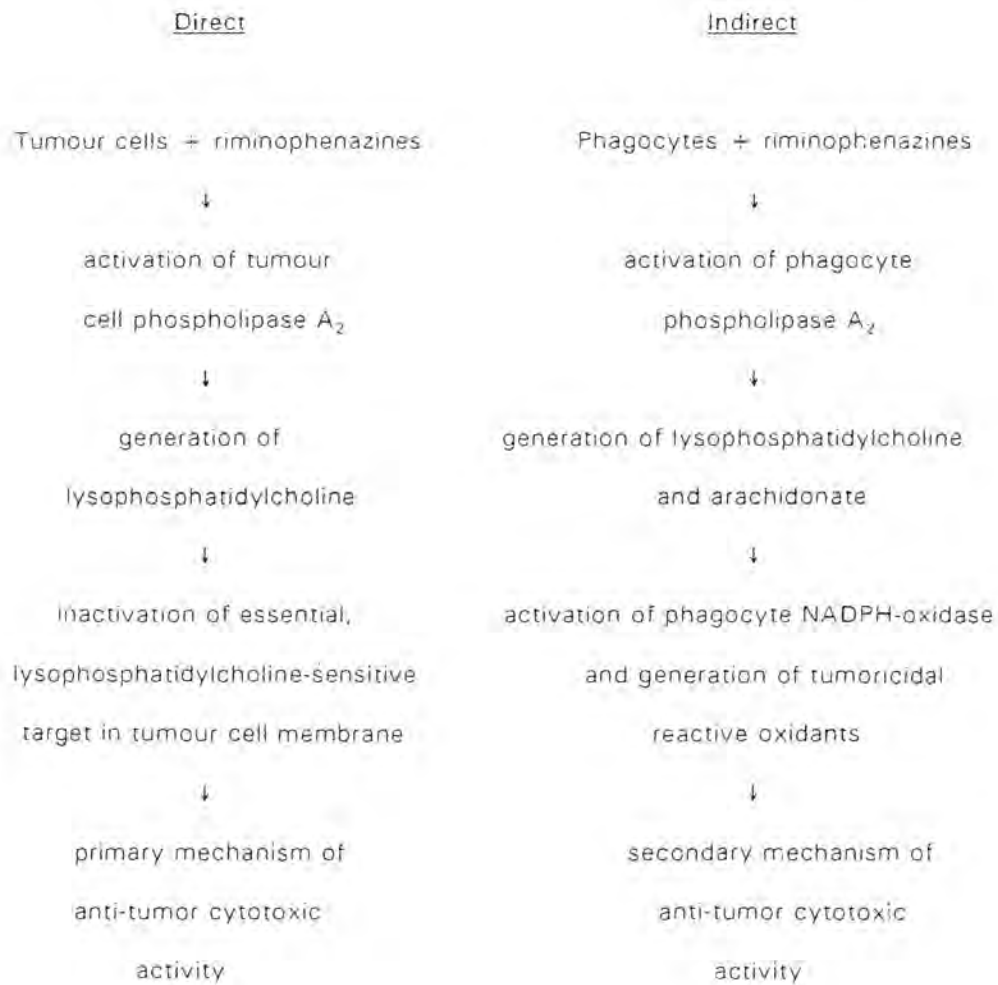 Direct
Tumour cells + riminophenazines
↓
activation of tumour
cell phospholipase A₂
↓
generation of
lysophosphatidylcholine
↓
inactivation of essential,
lysophosphatidylcholine-sensitive
target in tumour cell membrane
↓
primary mechanism of
anti-tumor cytotoxic
activity
Indirect
Phagocytes + riminophenazines
↓
activation of phagocyte
phospholipase A₂
↓
generation of lysophosphatidylcholine
and arachidonate
↓
activation of phagocyte NADPH-oxidase
and generation of tumoricidal
reactive oxidants
↓
secondary mechanism of
anti-tumor cytotoxic
activity